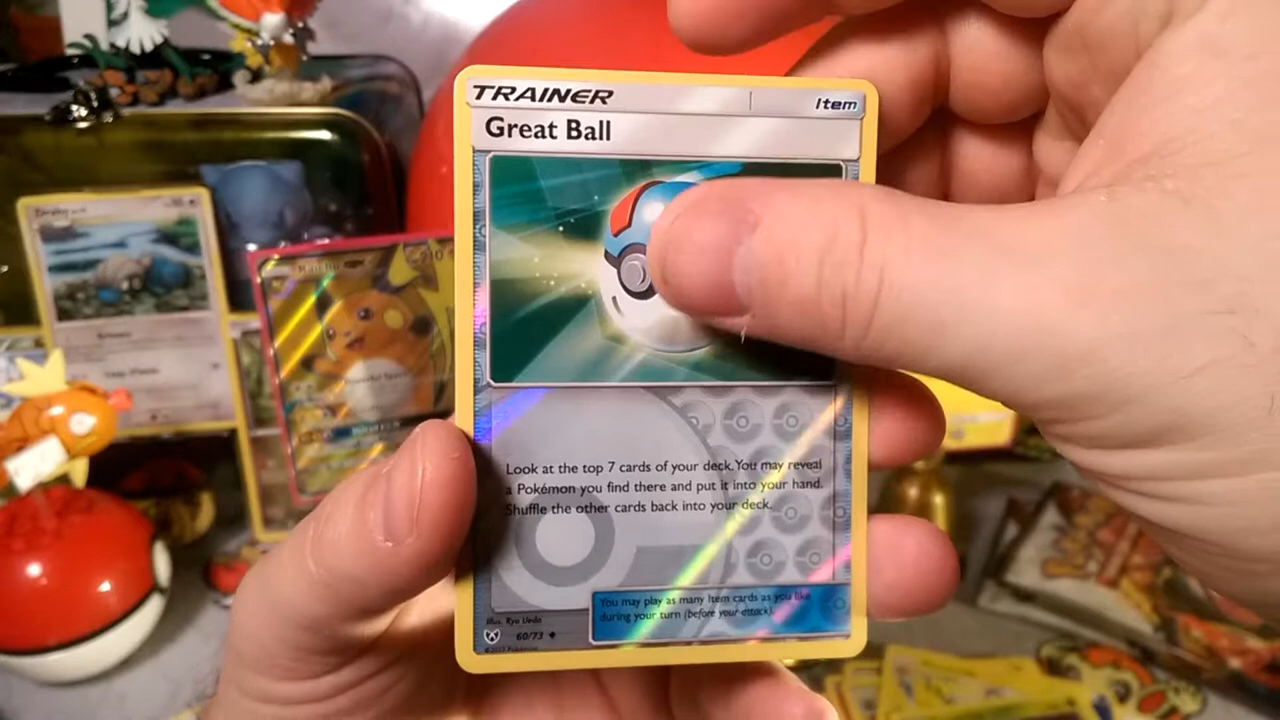 TRAINER
Item
Great Ball
Look at the top 7 cards of your deck. You may reveal
a Pokémon you find there and put it into your hand.
Shuffle the other cards back into your deck.
You may play as many Item cards as you like
during your turn (before your attack).
Illus. Ryo Ueda
60/73
©2017 Pokémon